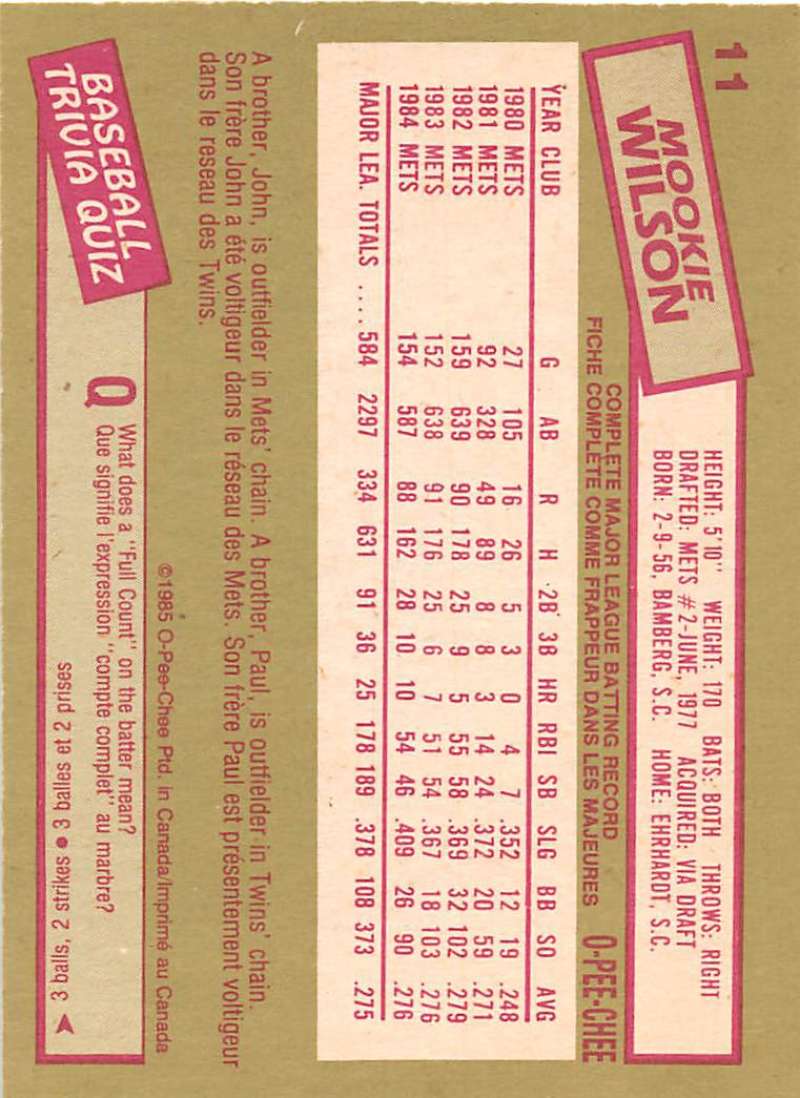 11
MOOKIE
WILSON
HEIGHT: 5'10" WEIGHT: 170 BATS: BOTH THROWS: RIGHT
DRAFTED: METS #2-JUNE, 1977 ACQUIRED: VIA DRAFT
BORN: 2-9-56, BAMBERG, S.C. HOME: EHRHARDT, S.C.
COMPLETE MAJOR LEAGUE BATTING RECORD
FICHE COMPLÈTE COMME FRAPPEUR DANS LES MAJEURES
O-PEE-CHEE
YEAR CLUB G AB R H 2B 3B HR RBI SB SLG BB SO AVG
1980 METS 27 105 16 26 5 3 0 4 7 .352 12 19 .248
1981 METS 92 328 49 89 8 8 3 14 24 .372 20 59 .271
1982 METS 159 639 90 178 25 9 5 55 58 .369 32 102 .279
1983 METS 152 638 91 176 25 6 7 51 54 .367 18 103 .276
1984 METS 154 587 88 162 28 10 10 54 46 .409 26 90 .276
MAJOR LEA. TOTALS .... 584 2297 334 631 91 36 25 178 189 .378 108 373 .275
A brother, John, is outfielder in Mets' chain. A brother, Paul, is outfielder in Twins' chain.
Son frère John a été voltigeur dans le réseau des Mets. Son frère Paul est présentement voltigeur
dans le reseau des Twins.
©1985 O-Pee-Chee Ptd. in Canada/Imprimé au Canada
BASEBALL
TRIVIA QUIZ
Q What does a "Full Count" on the batter mean?
Que signifie l'expression "compte complet" au marbre?
3 balls, 2 strikes ● 3 balles et 2 prises